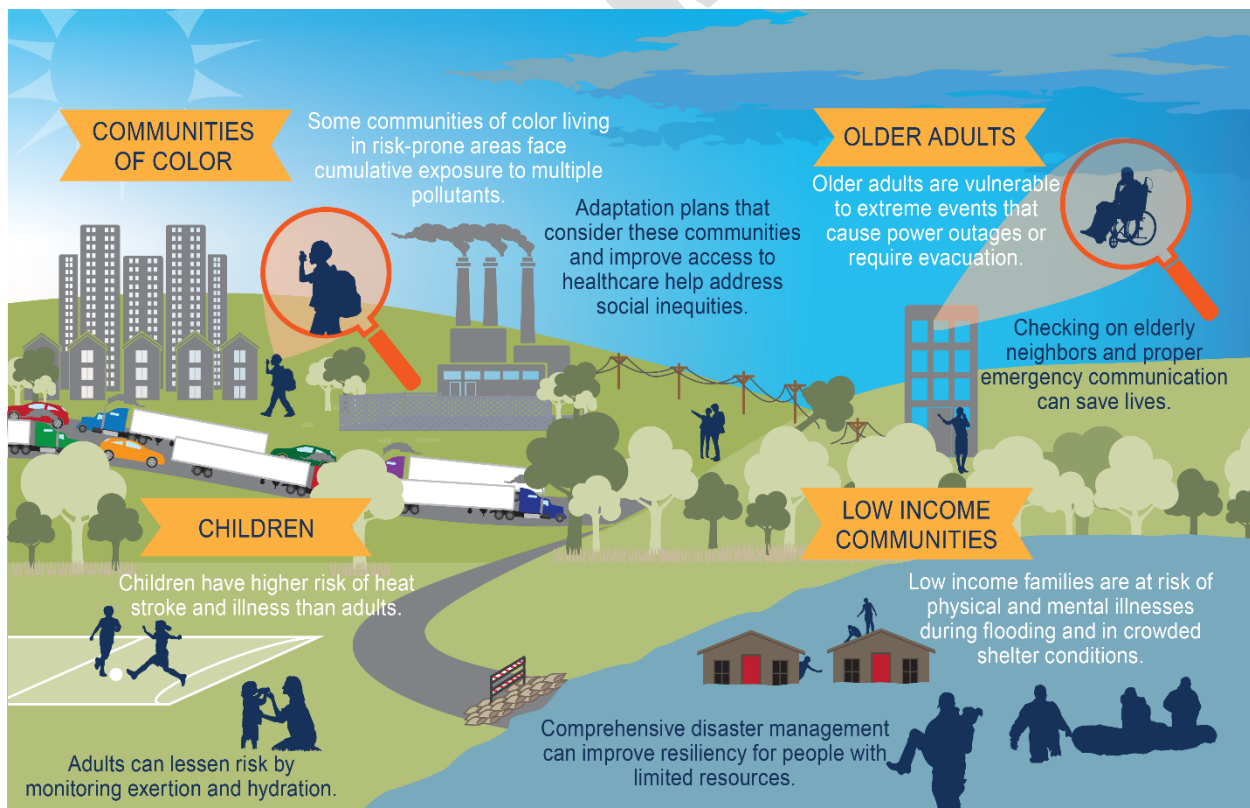 COMMUNITIES
OF COLOR
Some communities of color living
in risk-prone areas face
cumulative exposure to multiple
pollutants.
Adaptation plans that
consider these communities
and improve access to
healthcare help address
social inequities.
OLDER ADULTS
Older adults are vulnerable
to extreme events that
cause power outages or
require evacuation.
Checking on elderly
neighbors and proper
emergency communication
can save lives.
CHILDREN
Children have higher risk of heat
stroke and illness than adults.
Adults can lessen risk by
monitoring exertion and hydration.
LOW INCOME
COMMUNITIES
Low income families are at risk of
physical and mental illnesses
during flooding and in crowded
shelter conditions.
Comprehensive disaster management
can improve resiliency for people with
limited resources.